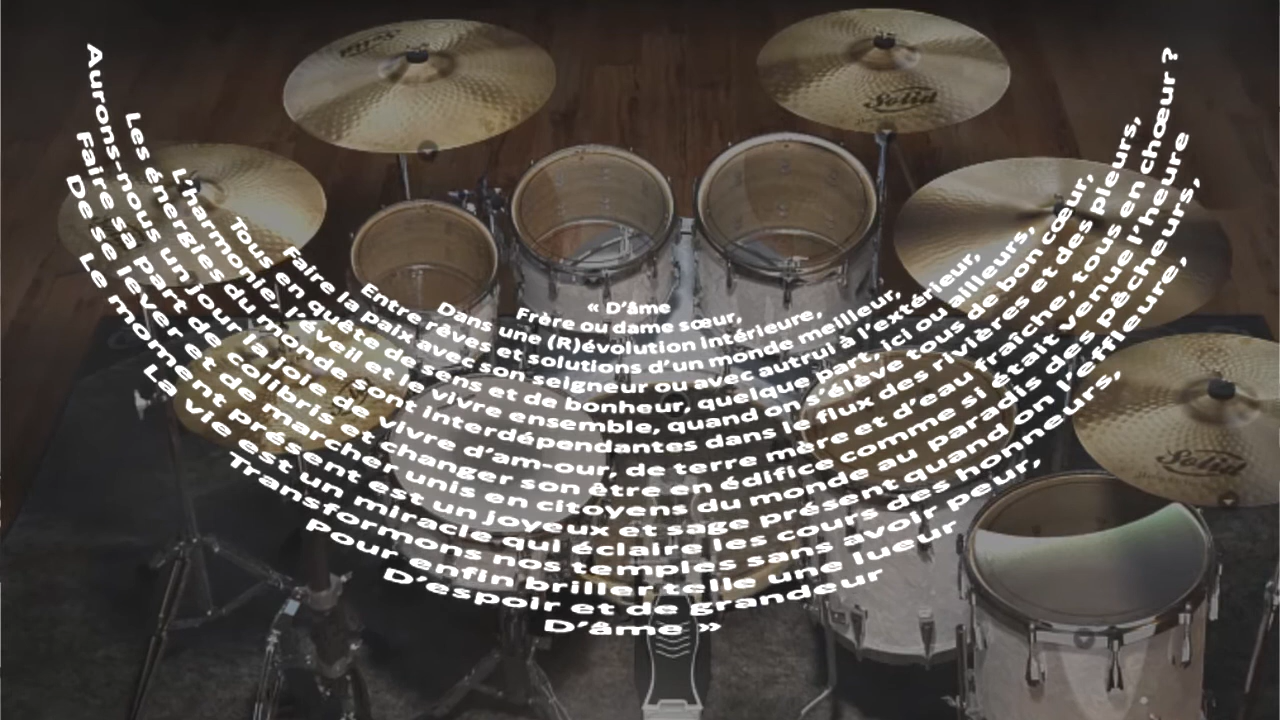 « D’âme
Frère ou dame sœur,
Dans une (R)évolution intérieure,
Entre rêves et solutions d’un monde meilleur,
Faire la paix avec son seigneur ou avec autrui à l’extérieur,
Tous en quête de sens et de bonheur, quelque part, ici ou ailleurs,
L’harmonie, l’éveil et le vivre ensemble, quand on s’élève tous de bon cœur,
Les énergies du monde sont interdépendantes dans le flux des rivières et des pleurs,
Aurons-nous un jour la joie de vivre d’am-our, de terre mère et d’eau fraîche, tous en chœur ?
Faire sa part de colibris et changer son être en édifice comme si était venue l’heure
De se lever et de marcher unis en citoyens du monde au paradis des pêcheurs,
Le moment présent est un joyeux et sage présent quand on l’effleure,
La vie est un miracle qui éclaire les cours des honneurs,
Transformons nos temples sans avoir peur,
Pour enfin briller telle une lueur
D’espoir et de grandeur
D’âme »
Solid
Solid